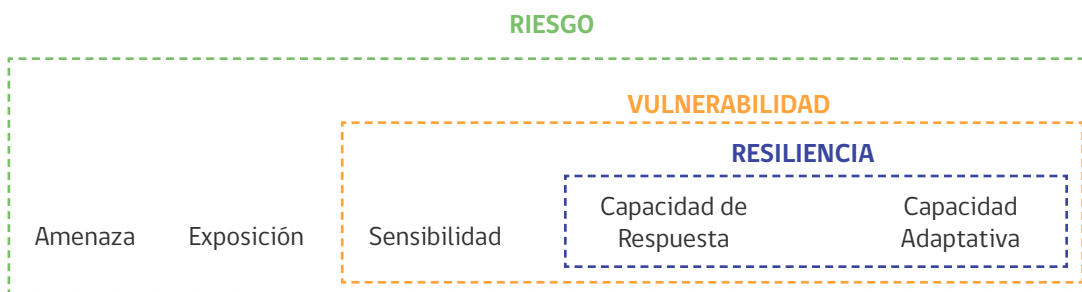 RIESGO
VULNERABILIDAD
RESILIENCIA
Amenaza
Exposición
Sensibilidad
Capacidad de
Respuesta
Capacidad
Adaptativa